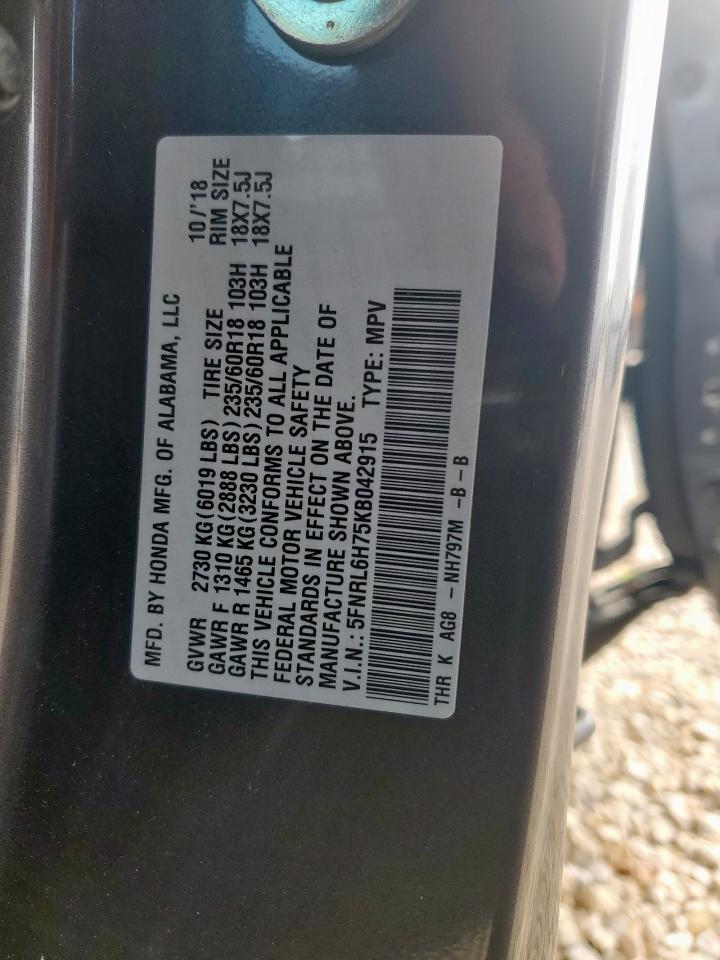 MFD. BY HONDA MFG. OF ALABAMA, LLC 10/'18
GVWR 2730 KG(6019 LBS) TIRE SIZE RIM SIZE
GAWR F 1310 KG(2888 LBS) 235/60R18 103H 18X7.5J
GAWR R 1465 KG(3230 LBS) 235/60R18 103H 18X7.5J
THIS VEHICLE CONFORMS TO ALL APPLICABLE
FEDERAL MOTOR VEHICLE SAFETY
STANDARDS IN EFFECT ON THE DATE OF
MANUFACTURE SHOWN ABOVE.
V.I.N.: 5FNRL6H75KB042915 TYPE: MPV
THR K AG8 - NH797M -B - B